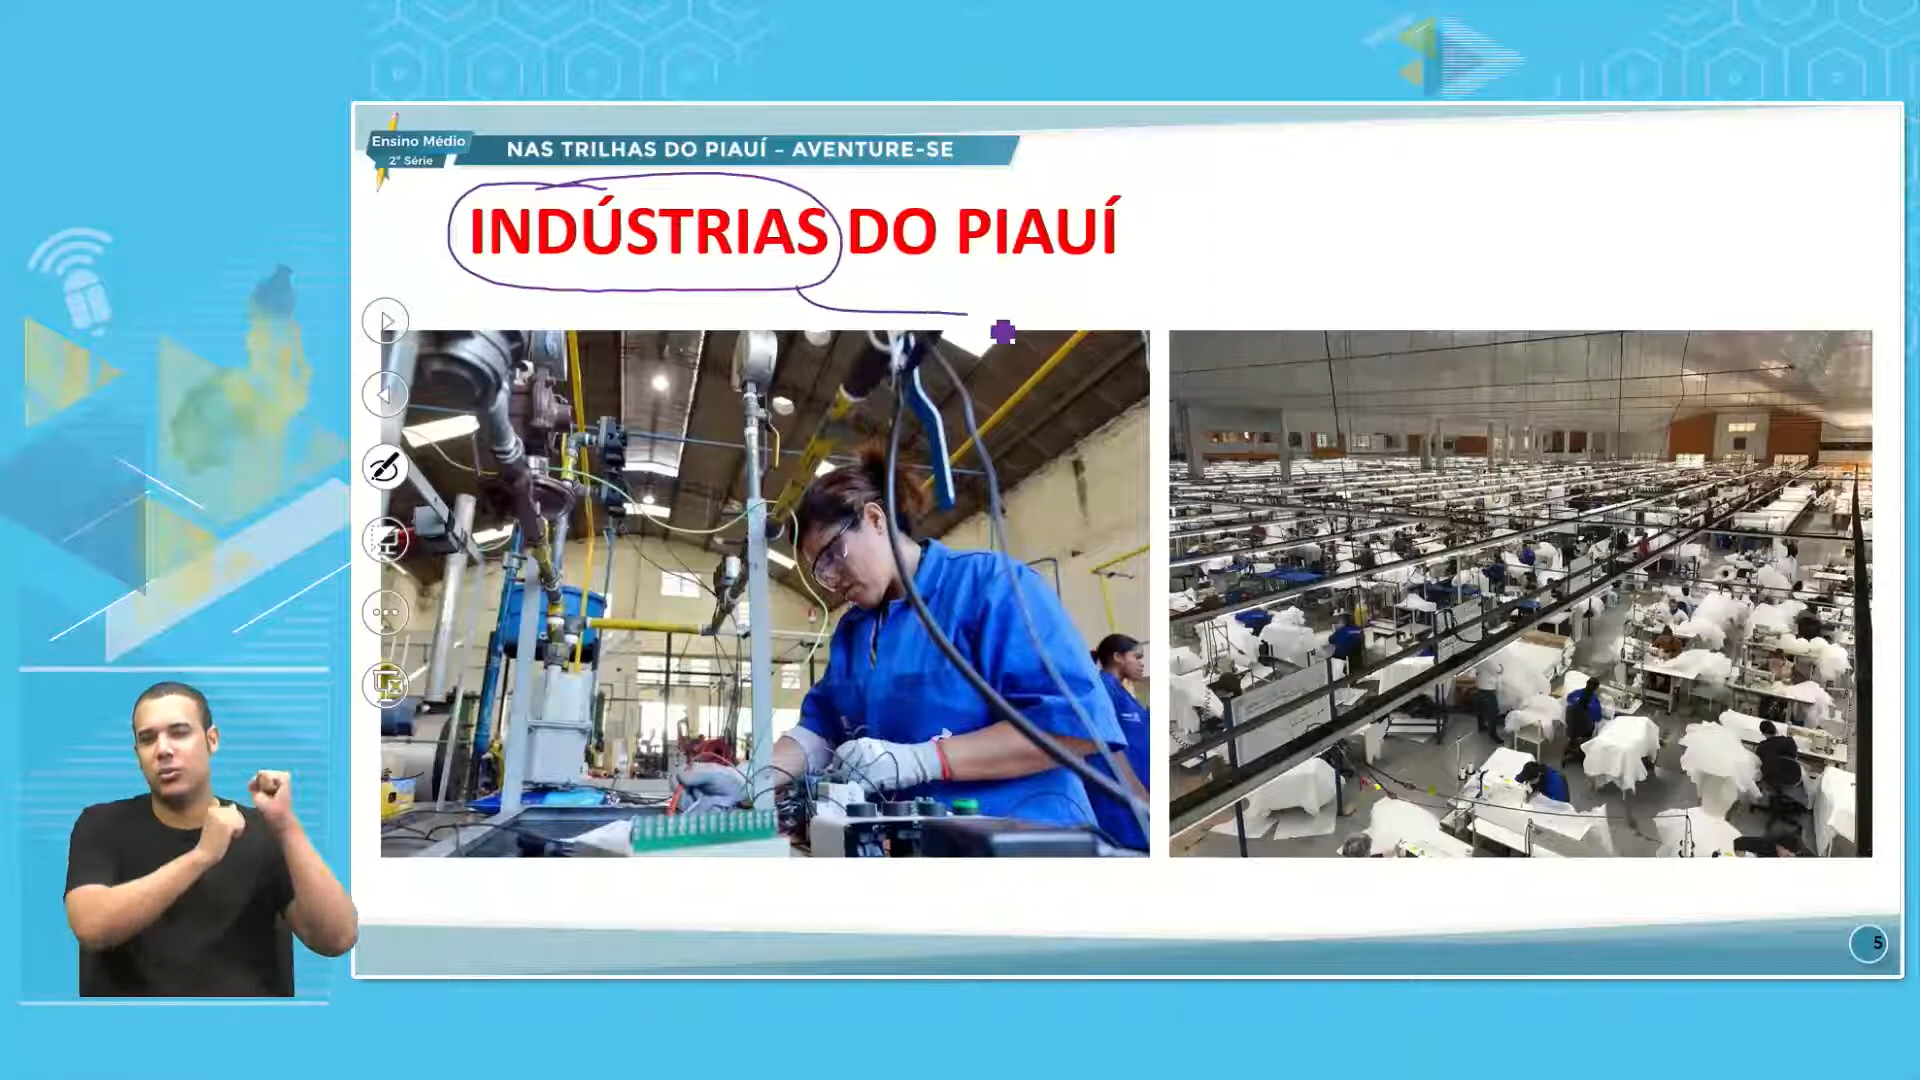 Ensino Médio
2ª Série
NAS TRILHAS DO PIAUÍ – AVENTURE-SE
INDÚSTRIAS DO PIAUÍ
5